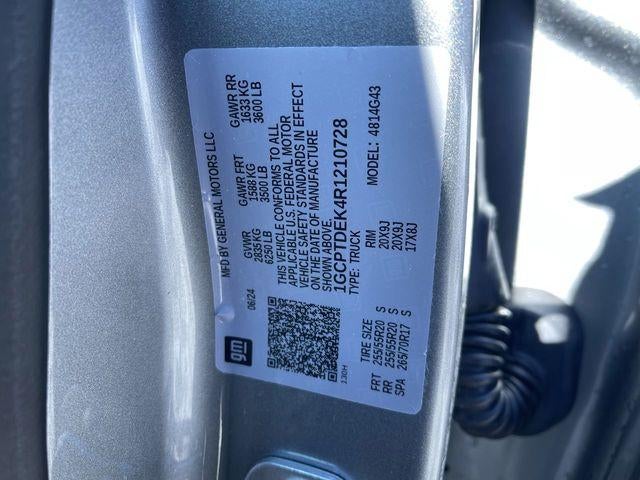 MFD BY GENERAL MOTORS LLC
GVWR GAWR FRT GAWR RR
2835 KG 1588 KG 1633 KG
6250 LB 3500 LB 3600 LB
THIS VEHICLE CONFORMS TO ALL
APPLICABLE U.S. FEDERAL MOTOR
VEHICLE SAFETY STANDARDS IN EFFECT
ON THE DATE OF MANUFACTURE
SHOWN ABOVE.
1GCPTDEK4R1210728
TYPE: TRUCK MODEL: 4814G43
06/24
gm
130H
TIRE SIZE RIM
FRT 255/55R20 S 20X9J
RR 255/55R20 S 20X9J
SPA 265/70R17 S 17X8J